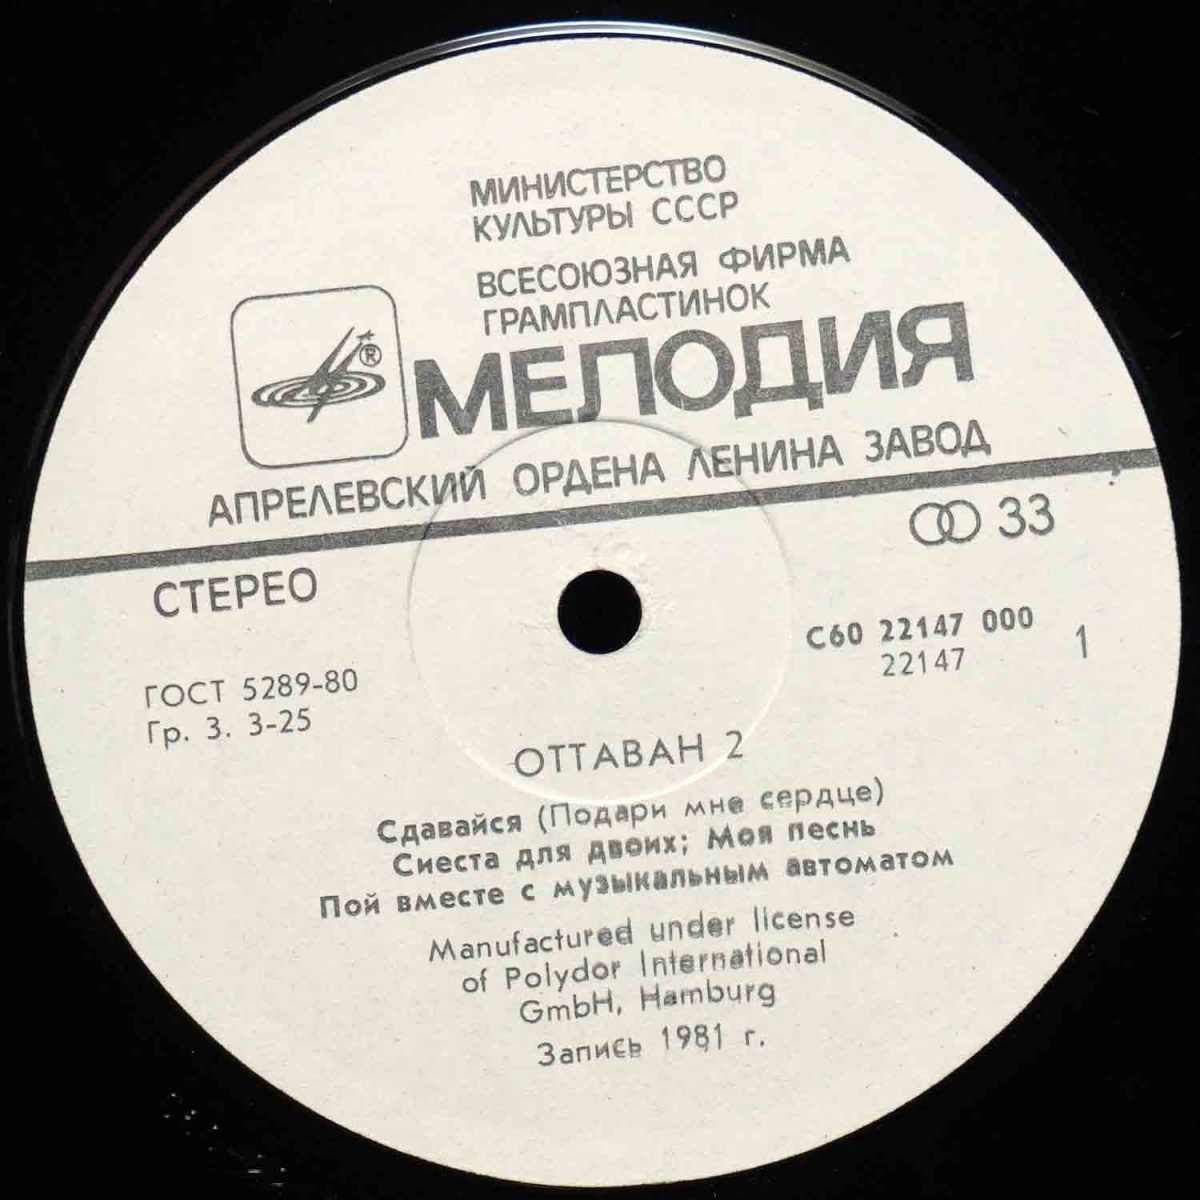 МИНИСТЕРСТВО
КУЛЬТУРЫ СССР
ВСЕСОЮЗНАЯ ФИРМА
ГРАМПЛАСТИНОК
®
МЕЛОДИЯ
АПРЕЛЕВСКИЙ ОРДЕНА ЛЕНИНА ЗАВОД
СТЕРЕО
33
ГОСТ 5289-80
Гр. 3. 3-25
С60 22147 000
22147
1
ОТТАВАН 2
Сдавайся (Подари мне сердце)
Сиеста для двоих; Моя песнь
Пой вместе с музыкальным автоматом
Manufactured under license
of Polydor International
GmbH, Hamburg
Запись 1981 г.